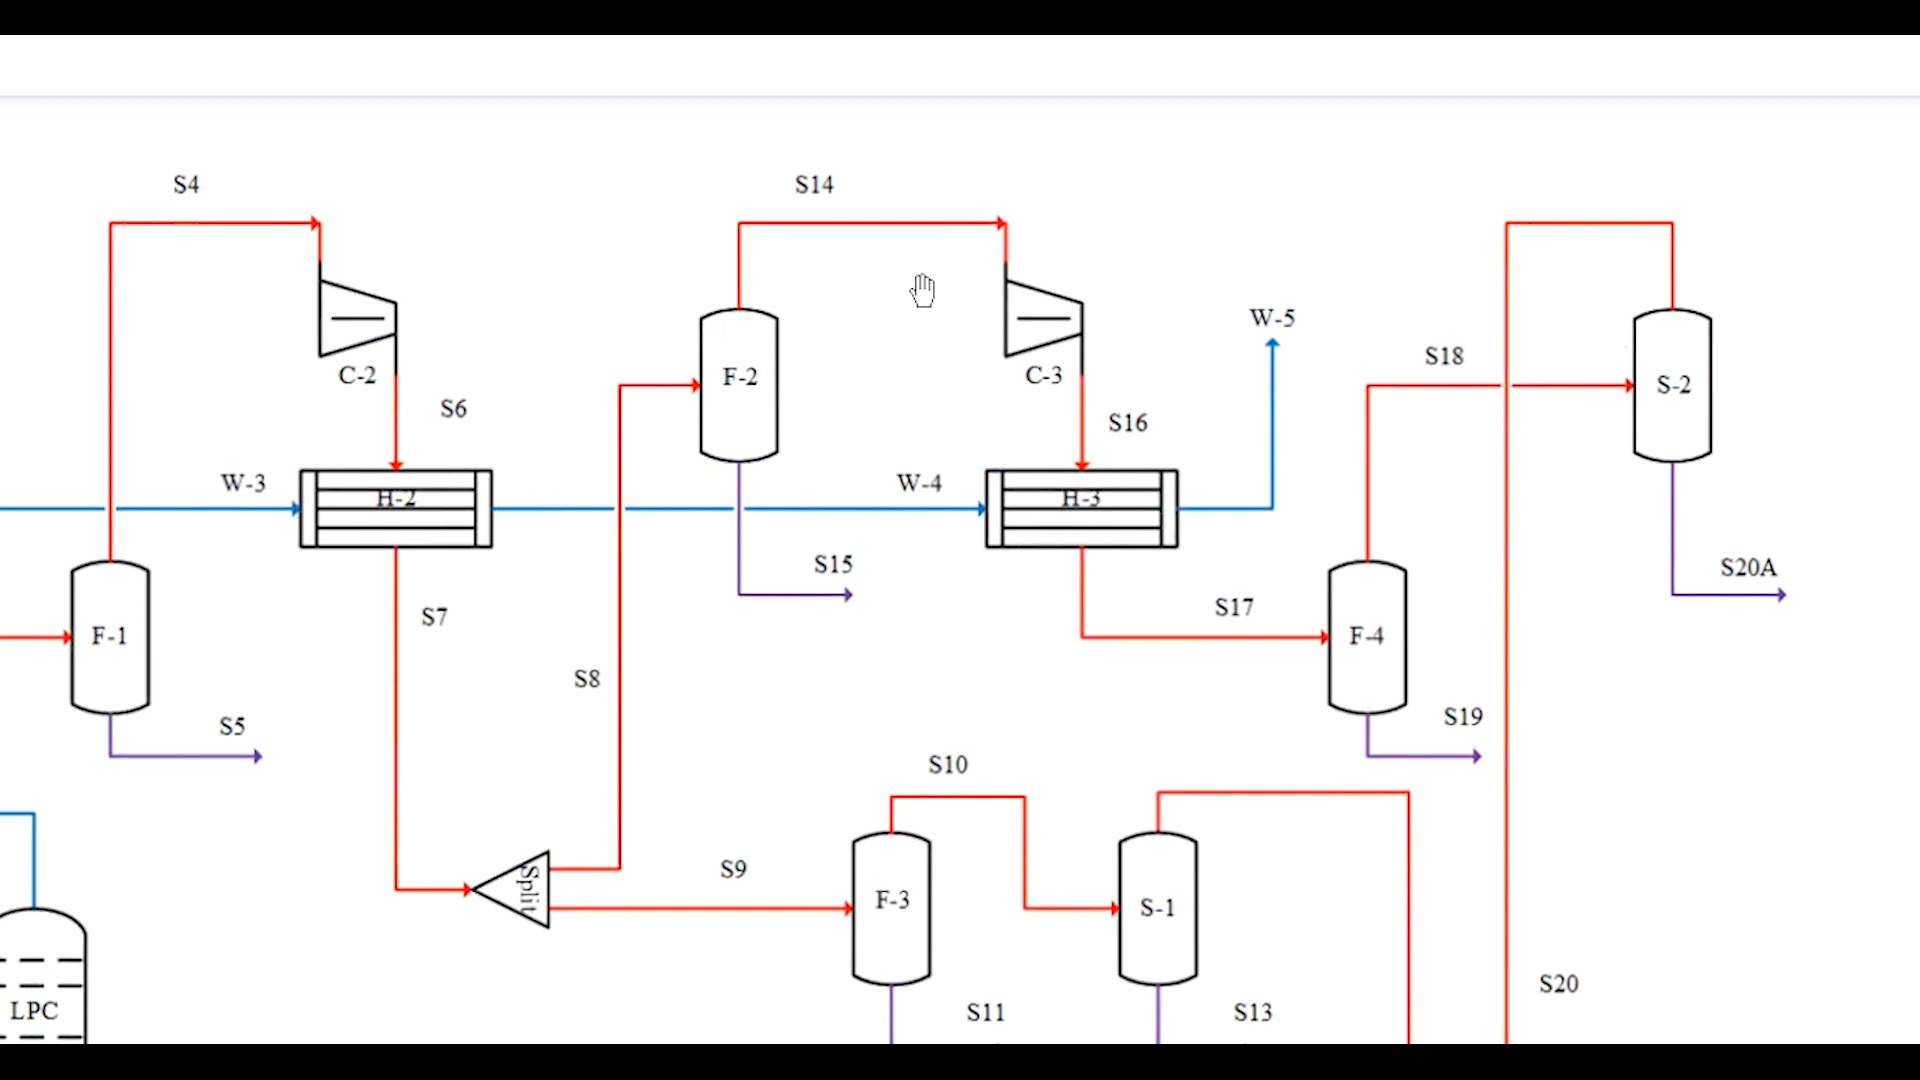 S4
S14
W-5
S18
C-2
F-2
C-3
S-2
S6
S16
W-3
H-2
W-4
H-3
S15
S20A
S7
S17
F-1
F-4
S8
S5
S19
S10
S9
Split
F-3
S-1
S20
LPC
S11
S13